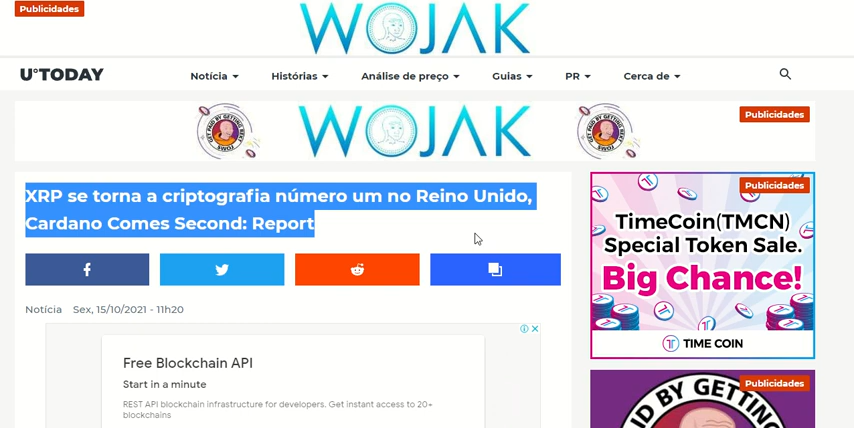 Publicidades
WOJAK
U°TODAY
Notícia
Histórias
Análise de preço
Guias
PR
Cerca de
WOJAK
Publicidades
XRP se torna a criptografia número um no Reino Unido,
Cardano Comes Second: Report
Notícia Sex, 15/10/2021 - 11h20
Free Blockchain API
Start in a minute
REST API blockchain infrastructure for developers. Get instant access to 20+
blockchains
Publicidades
TimeCoin(TMCN)
Special Token Sale.
Big Chance!
TIME COIN
Publicidades
ID BY GETTING